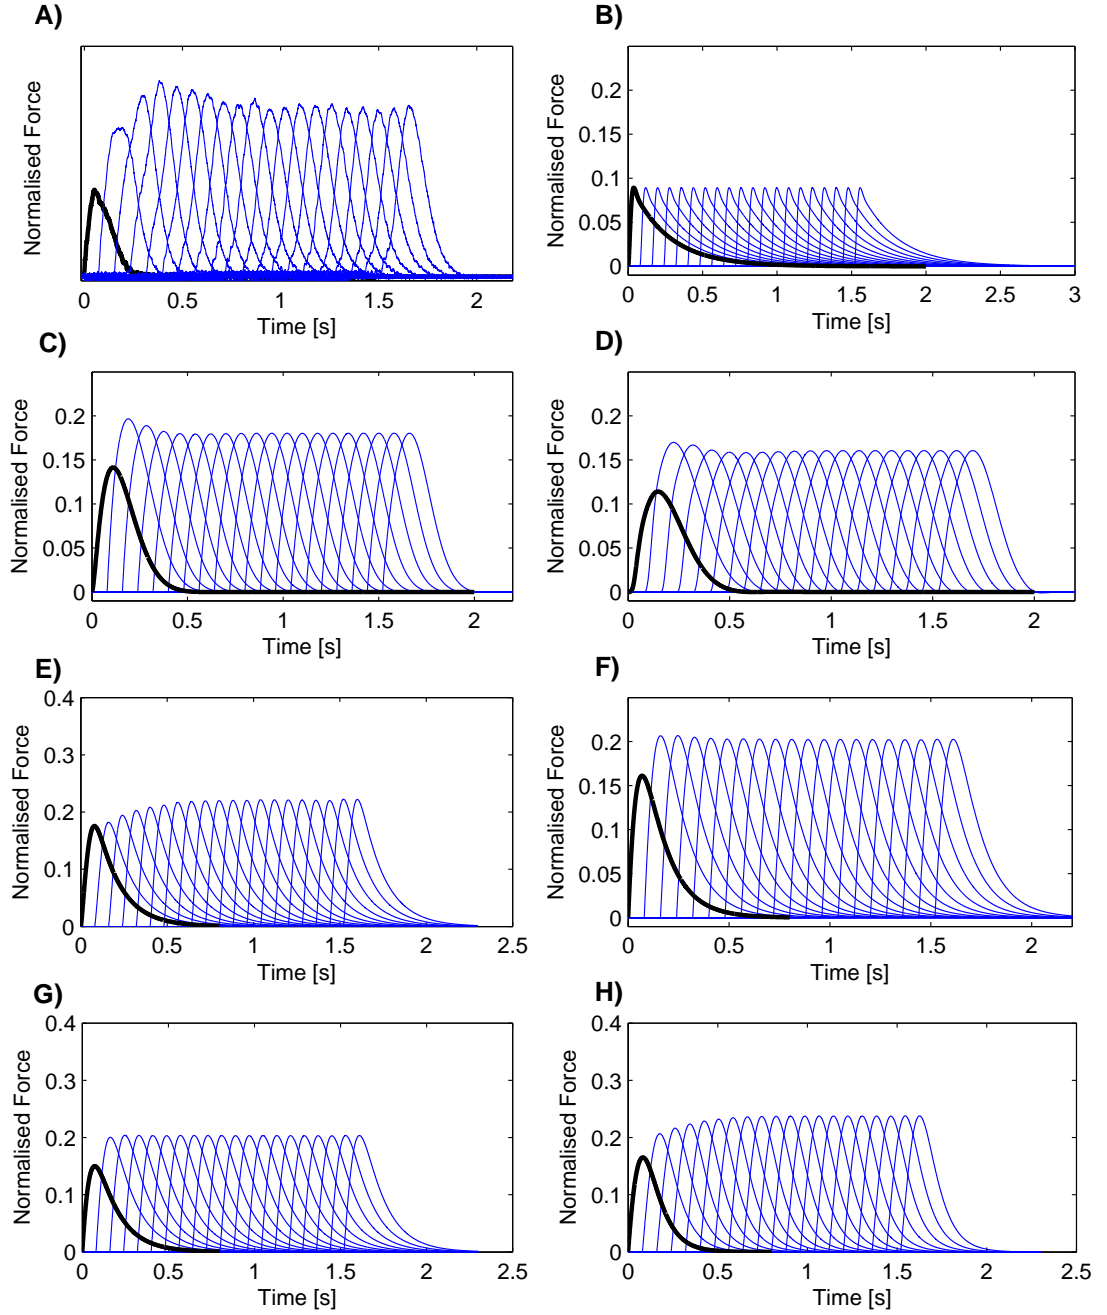 A)
Normalised Force
0 0.5 1 1.5 2
Time [s]
B)
Normalised Force
0.2
0.15
0.1
0.05
0
0 0.5 1 1.5 2 2.5 3
Time [s]
C)
Normalised Force
0.2
0.15
0.1
0.05
0
0 0.5 1 1.5 2
Time [s]
D)
Normalised Force
0.2
0.15
0.1
0.05
0
0 0.5 1 1.5 2
Time [s]
E)
Normalised Force
0.4
0.3
0.2
0.1
0
0 0.5 1 1.5 2 2.5
Time [s]
F)
Normalised Force
0.2
0.15
0.1
0.05
0
0 0.5 1 1.5 2
Time [s]
G)
Normalised Force
0.4
0.3
0.2
0.1
0
0 0.5 1 1.5 2 2.5
Time [s]
H)
Normalised Force
0.4
0.3
0.2
0.1
0
0 0.5 1 1.5 2 2.5
Time [s]